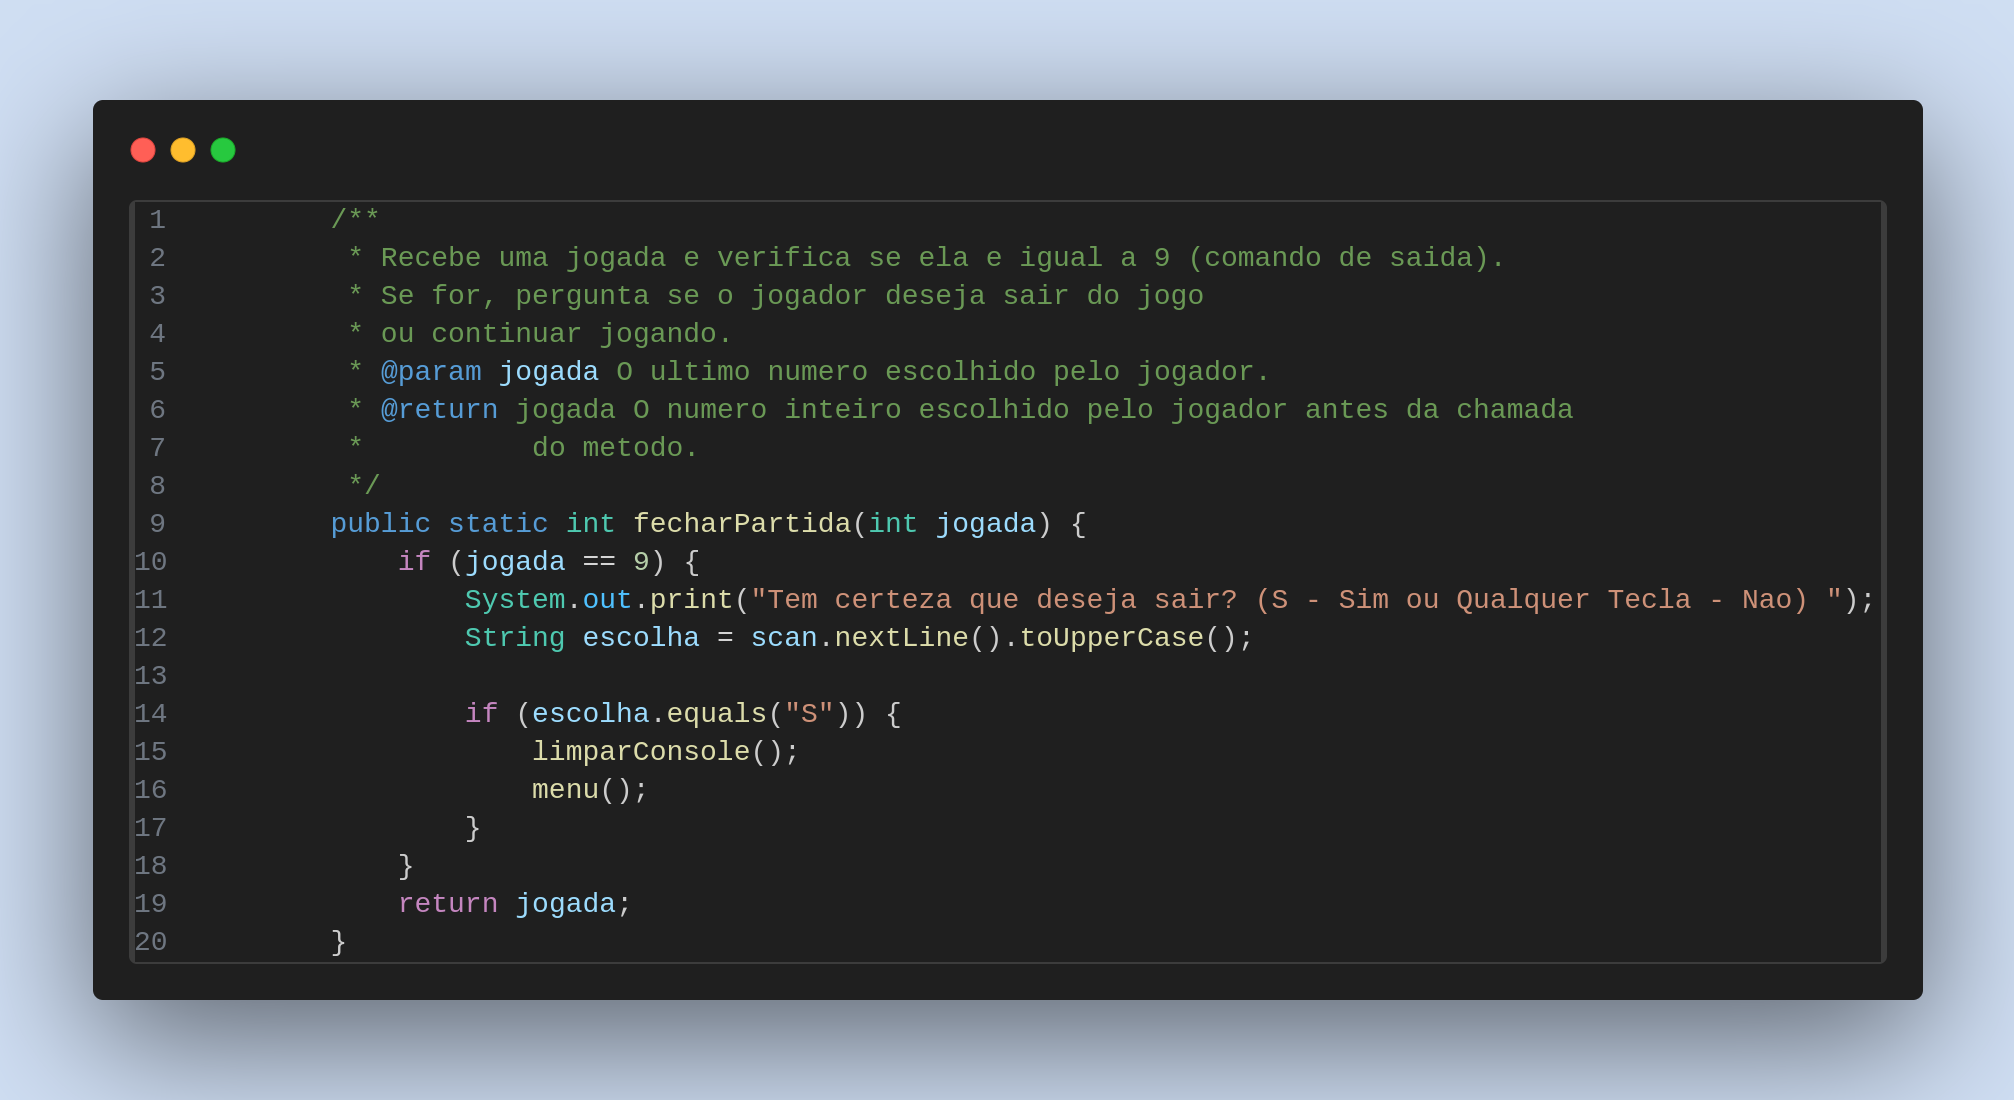 1 /**
2 * Recebe uma jogada e verifica se ela e igual a 9 (comando de saida).
3 * Se for, pergunta se o jogador deseja sair do jogo
4 * ou continuar jogando.
5 * @param jogada O ultimo numero escolhido pelo jogador.
6 * @return jogada O numero inteiro escolhido pelo jogador antes da chamada
7 *          do metodo.
8 */
9 public static int fecharPartida(int jogada) {
10     if (jogada == 9) {
11         System.out.print("Tem certeza que deseja sair? (S - Sim ou Qualquer Tecla - Nao) ");
12         String escolha = scan.nextLine().toUpperCase();
13
14         if (escolha.equals("S")) {
15             limparConsole();
16             menu();
17         }
18     }
19     return jogada;
20 }